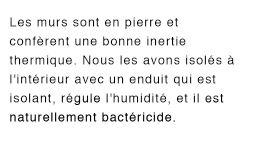 Les murs sont en pierre et
confèrent une bonne inertie
thermique. Nous les avons isolés à
l'intérieur avec un enduit qui est
isolant, régule l'humidité, et il est
naturellement bactéricide.